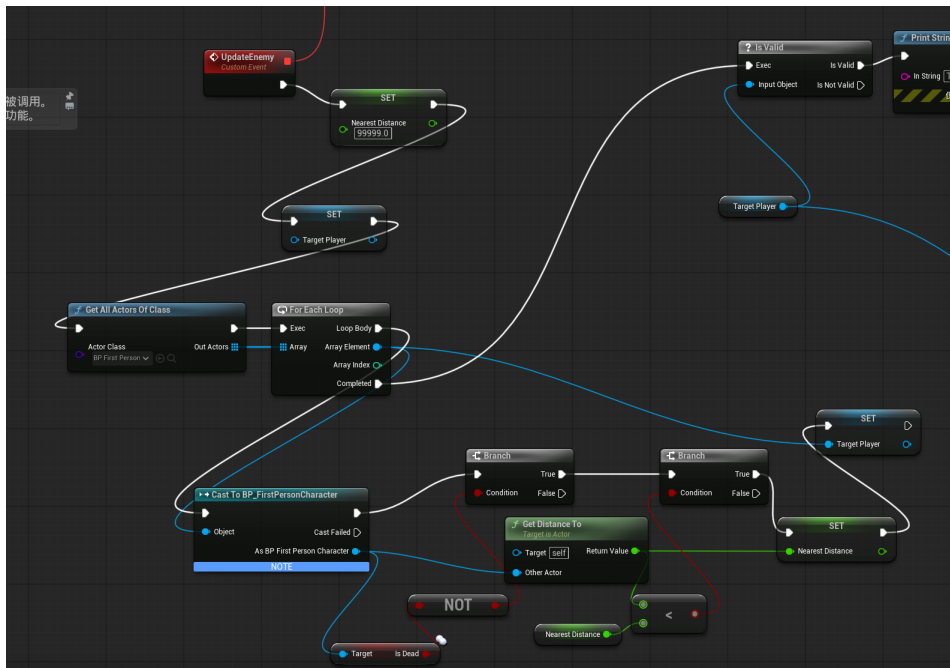 UpdateEnemy
Custom Event
被调用。
功能。
SET
Nearest Distance
99999.0
SET
Target Player
? Is Valid
Exec
Is Valid
Input Object
Is Not Valid
f Print Strin
In String
Target Player
f Get All Actors Of Class
Actor Class
Out Actors
BP First Person
For Each Loop
Exec
Loop Body
Array
Array Element
Array Index
Completed
SET
Target Player
Branch
True
Condition
False
Branch
True
Condition
False
Cast To BP_FirstPersonCharacter
Object
Cast Failed
As BP First Person Character
NOTE
f Get Distance To
Target is Actor
Target self
Return Value
Other Actor
SET
Nearest Distance
NOT
<
Nearest Distance
Target
Is Dead